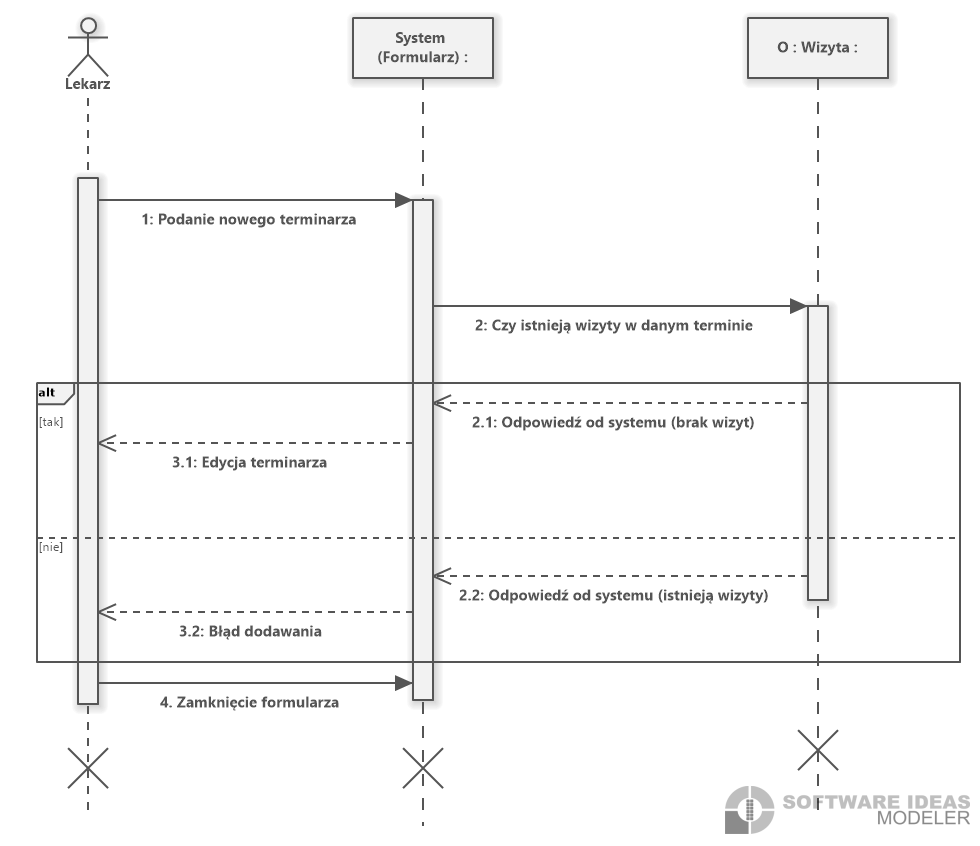 Lekarz
System
(Formularz) :
O : Wizyta :
1: Podanie nowego terminarza
2: Czy istnieją wizyty w danym terminie
alt
[tak]
2.1: Odpowiedź od systemu (brak wizyt)
3.1: Edycja terminarza
[nie]
2.2: Odpowiedź od systemu (istnieją wizyty)
3.2: Błąd dodawania
4. Zamknięcie formularza
SOFTWARE IDEAS
MODELER